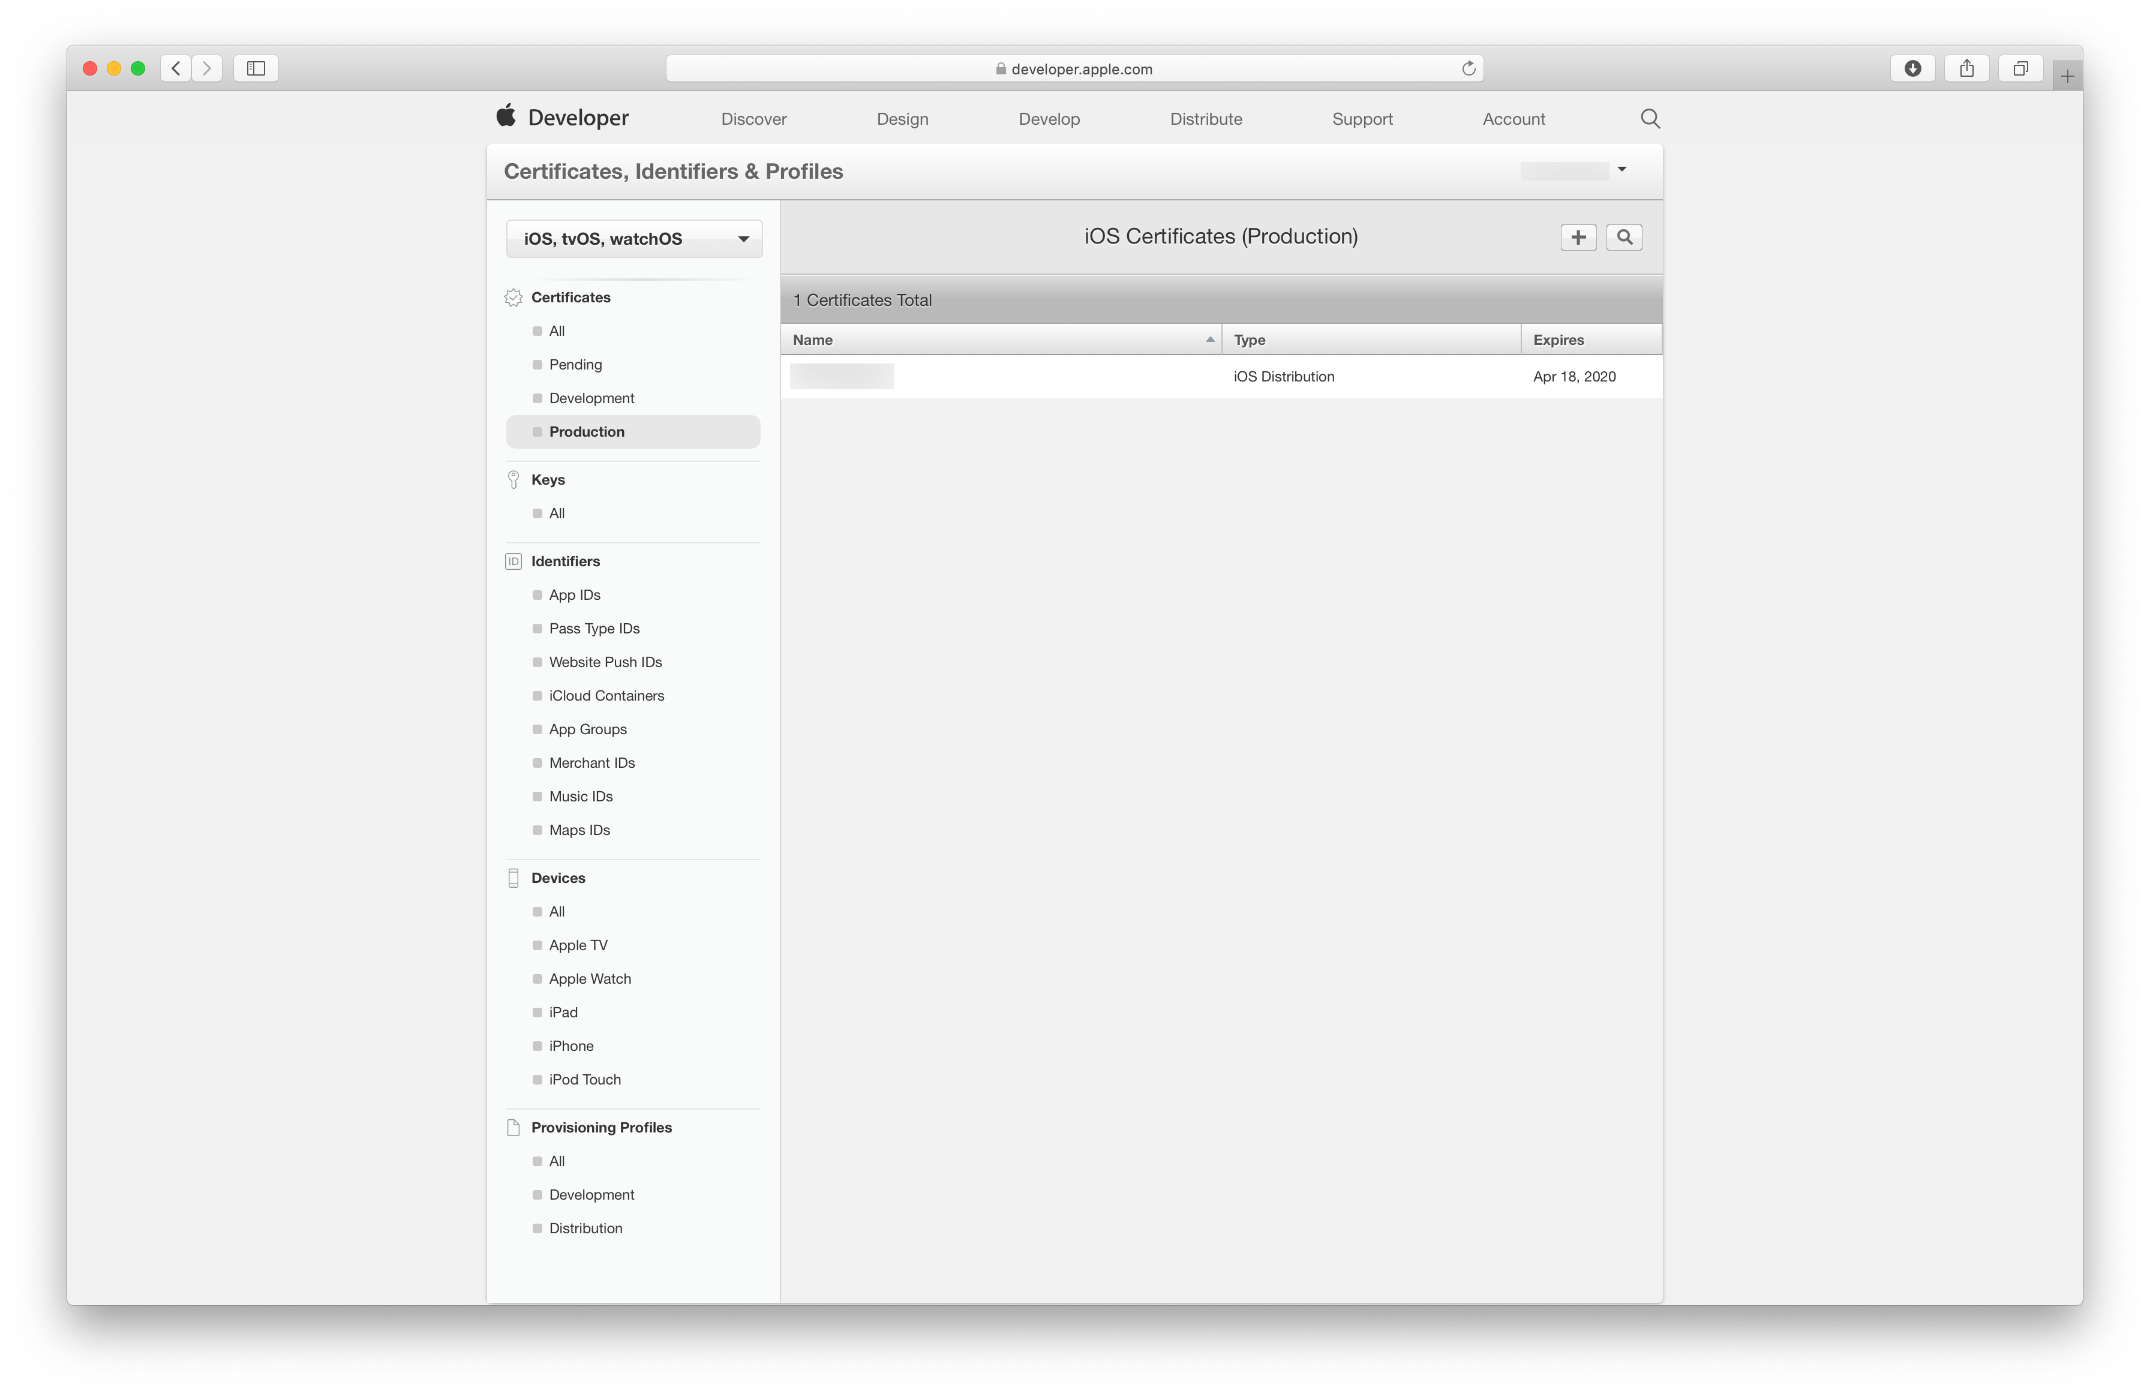 developer.apple.com
Developer
Discover
Design
Develop
Distribute
Support
Account
Certificates, Identifiers & Profiles
iOS, tvOS, watchOS
Certificates
All
Pending
Development
Production
Keys
All
ID
Identifiers
App IDs
Pass Type IDs
Website Push IDs
iCloud Containers
App Groups
Merchant IDs
Music IDs
Maps IDs
Devices
All
Apple TV
Apple Watch
iPad
iPhone
iPod Touch
Provisioning Profiles
All
Development
Distribution
iOS Certificates (Production)
1 Certificates Total
Name
Type
Expires
iOS Distribution
Apr 18, 2020